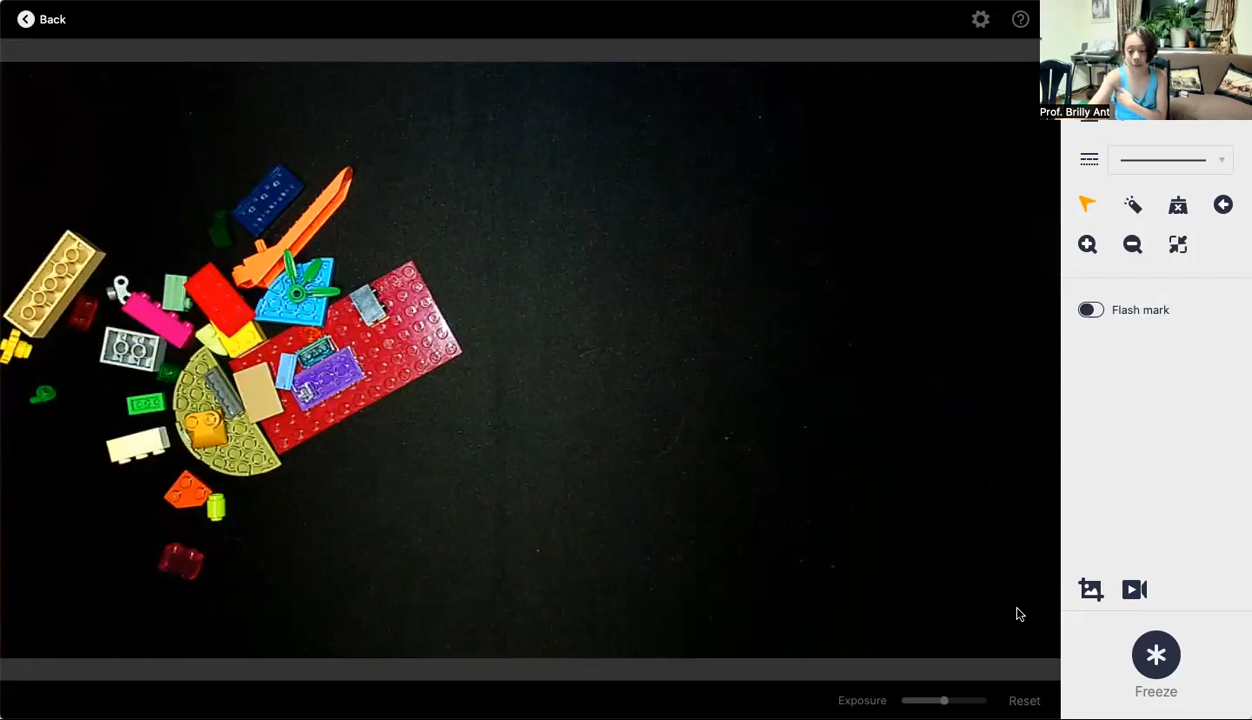 Back
Prof. Brilly Ant
Flash mark
Freeze
Exposure
Reset